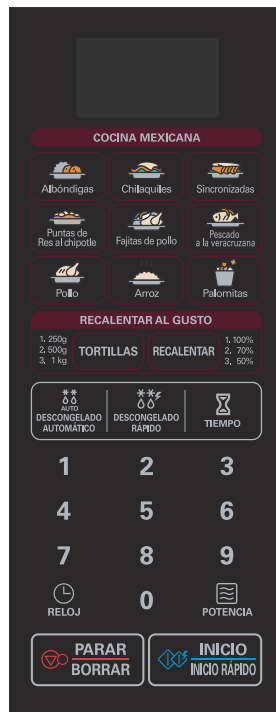 COCINA MEXICANA
Albóndigas
Chilaquiles
Sincronizadas
Puntas de
Res al chipotle
Fajitas de pollo
Pescado
a la veracruzana
Pollo
Arroz
Palomitas
RECALENTAR AL GUSTO
1. 250g
2. 500g
3. 1 kg
TORTILLAS
RECALENTAR
1. 100%
2. 70%
3. 50%
AUTO
DESCONGELADO
AUTOMÁTICO
DESCONGELADO
RÁPIDO
TIEMPO
1 2 3
4 5 6
7 8 9
RELOJ
0
POTENCIA
PARAR
BORRAR
INICIO
INICIO RÁPIDO